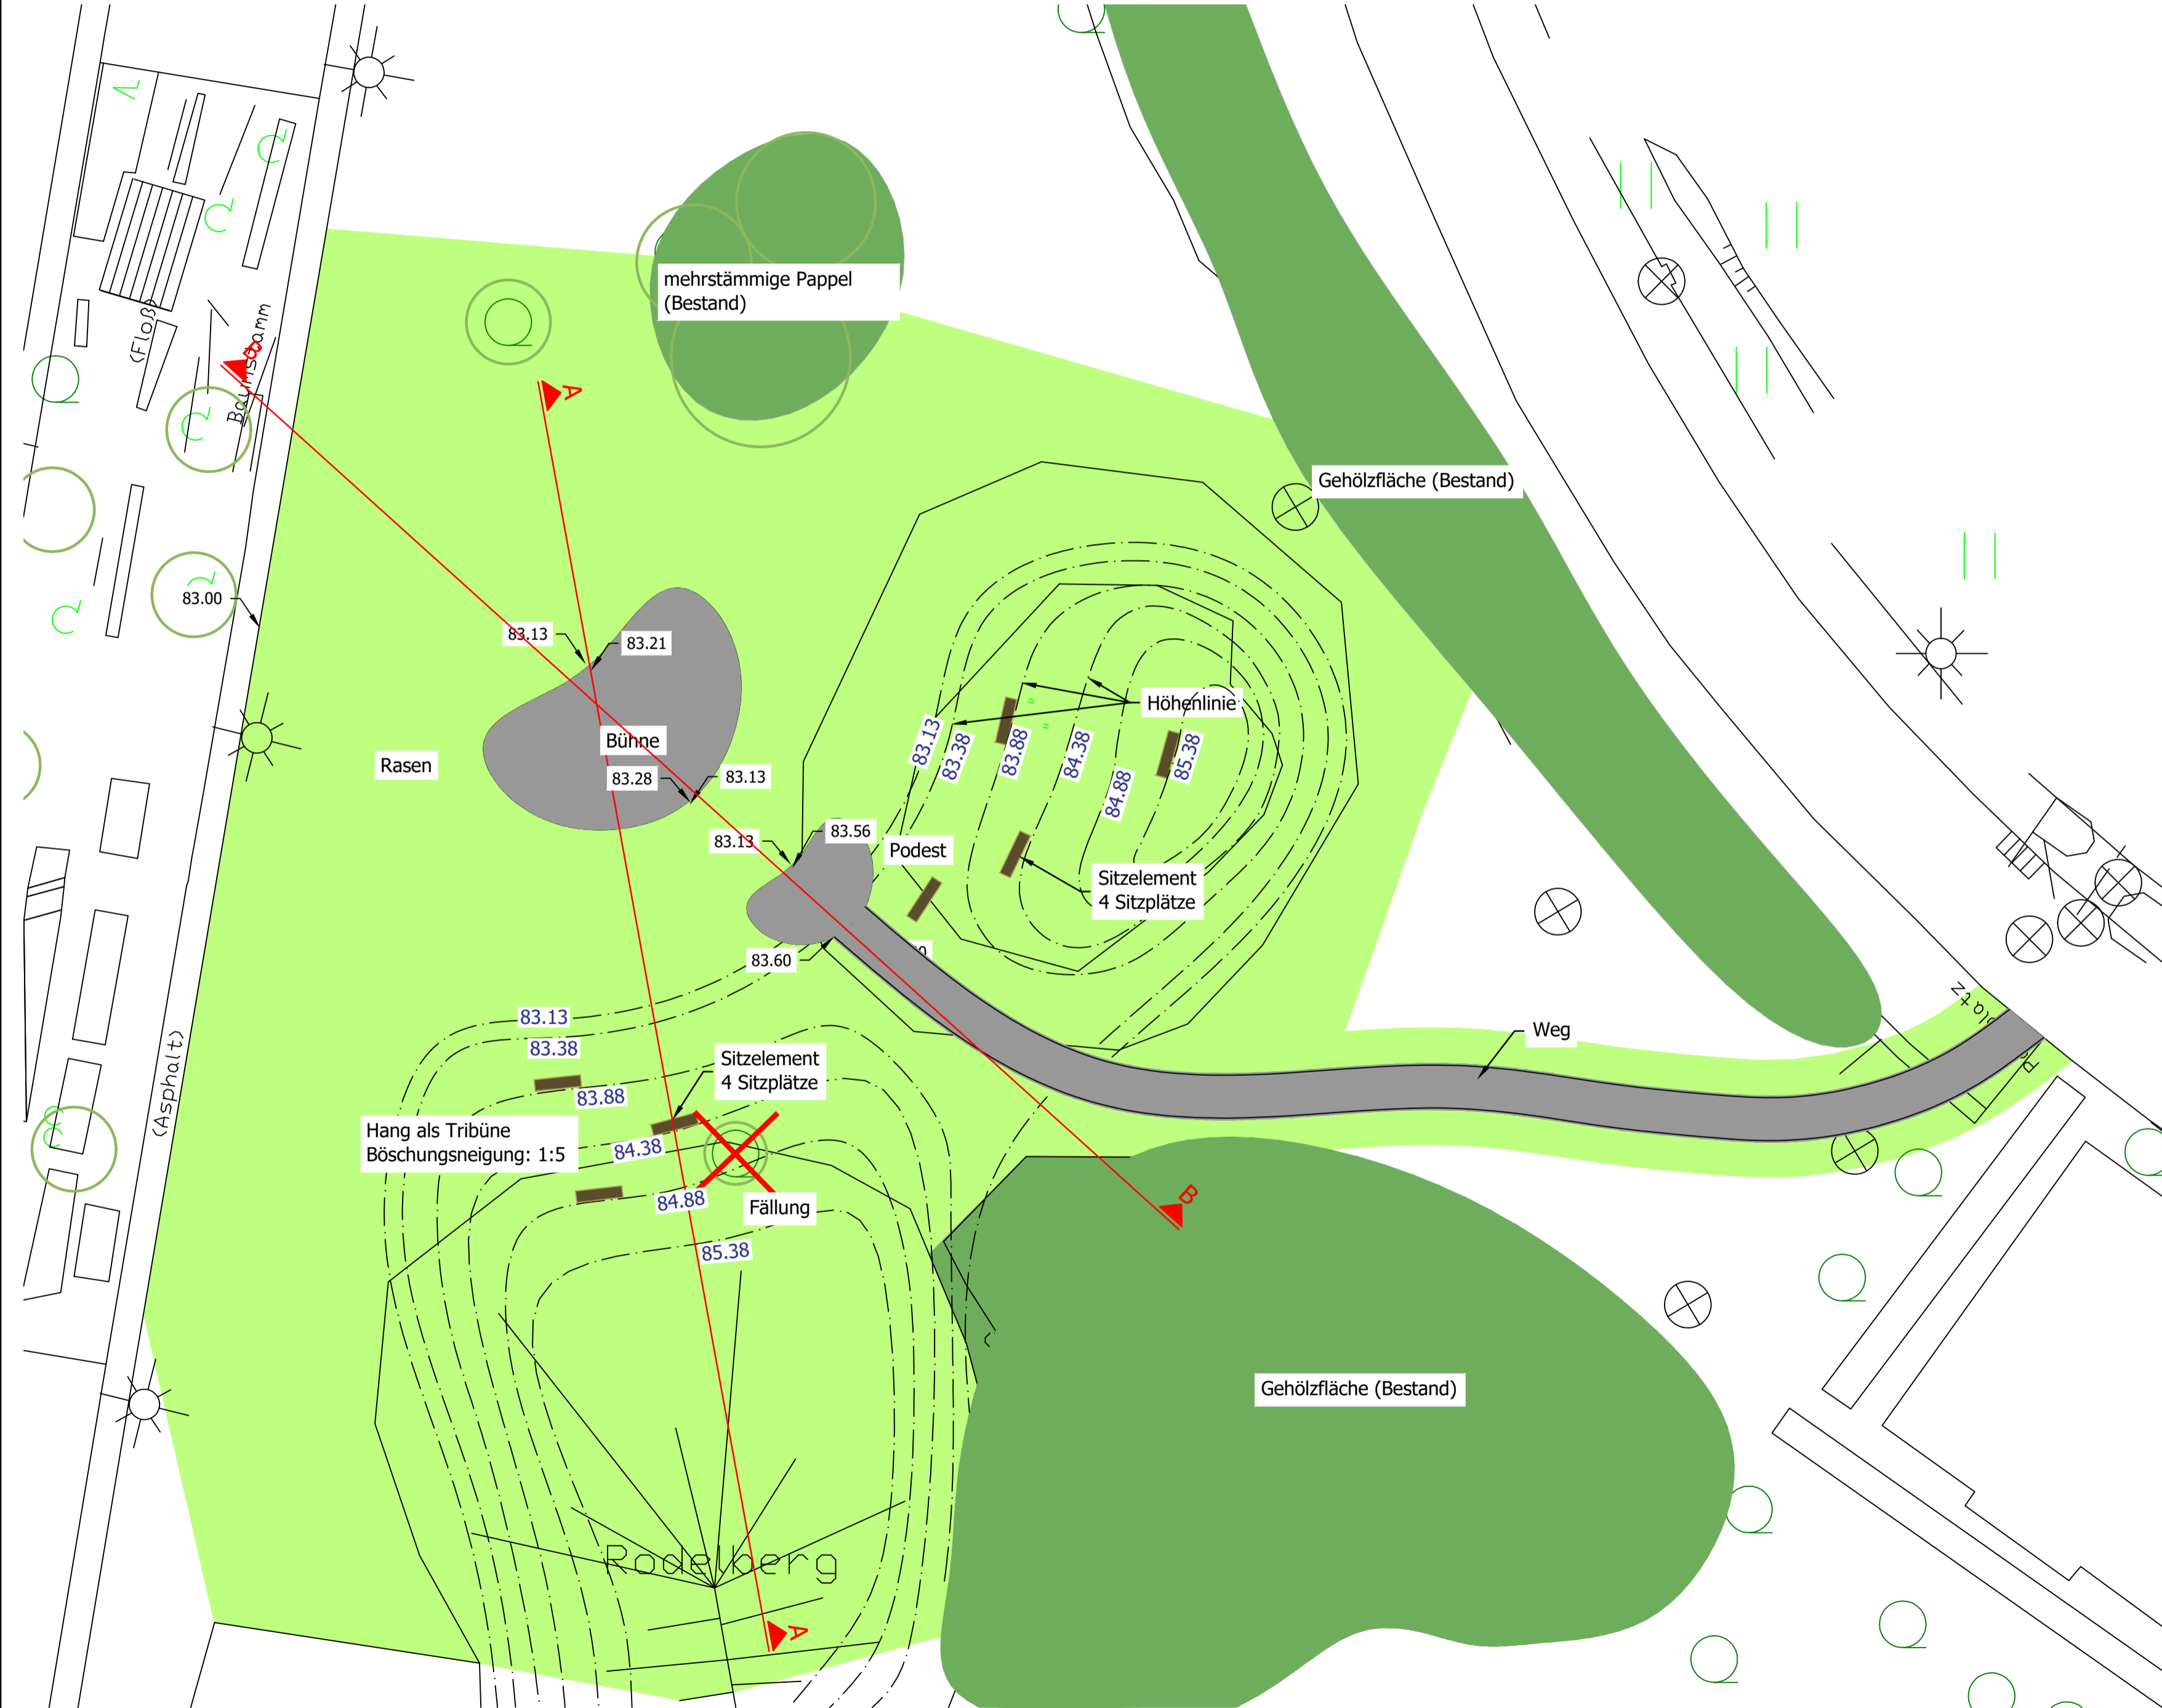 mehrstämmige Pappel
(Bestand)
(Floß)
B
Baumstamm
A
Gehölzfläche (Bestand)
83.00
83.13
83.21
Höhenlinie
Bühne
Rasen
83.28
83.13
83.13
83.38
83.88
84.38
84.88
85.38
83.13
83.56
Podest
Sitzelement
4 Sitzplätze
83.60
83.13
83.38
Weg
Sitzelement
4 Sitzplätze
83.88
Hang als Tribüne
Böschungsneigung: 1:5
84.38
84.88
Fällung
B
85.38
(Asphalt)
Gehölzfläche (Bestand)
Rodelberg
A